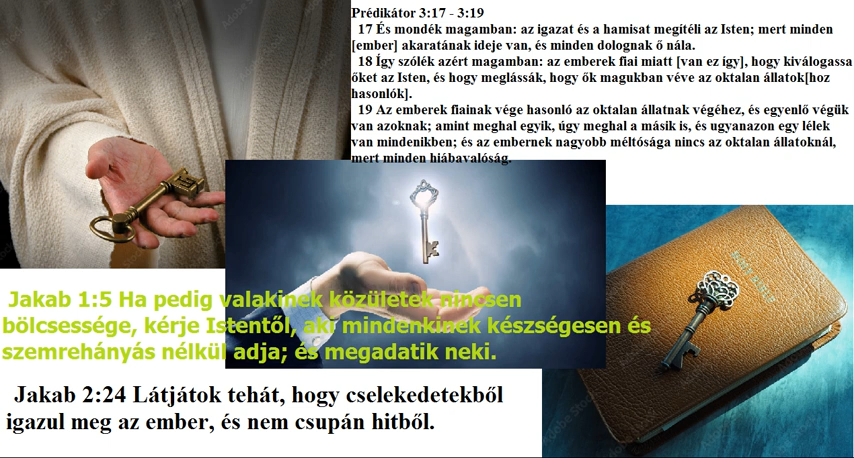 Prédikátor 3:17 - 3:19
17 És mondék magamban: az igazat és a hamisat megítéli az Isten; mert minden
[ember] akaratának ideje van, és minden dolognak ő nála.
18 Így szólék azért magamban: az emberek fiai miatt [van ez így], hogy kiválogassa
őket az Isten, és hogy meglássák, hogy ők magukban véve az oktalan állatok[hoz
hasonlók].
19 Az emberek fiainak vége hasonló az oktalan állatnak végéhez, és egyenlő végük
van azoknak; amint meghal egyik, úgy meghal a másik is, és ugyanazon egy lélek
van mindenikben; és az embernek nagyobb méltósága nincs az oktalan állatoknál,
mert minden hiábavalóság.
Jakab 1:5 Ha pedig valakinek közületek nincsen
bölcsessége, kérje Istentől, aki mindenkinek készségesen és
szemrehányás nélkül adja; és megadatik neki.
Jakab 2:24 Látjátok tehát, hogy cselekedetekből
igazul meg az ember, és nem csupán hitből.